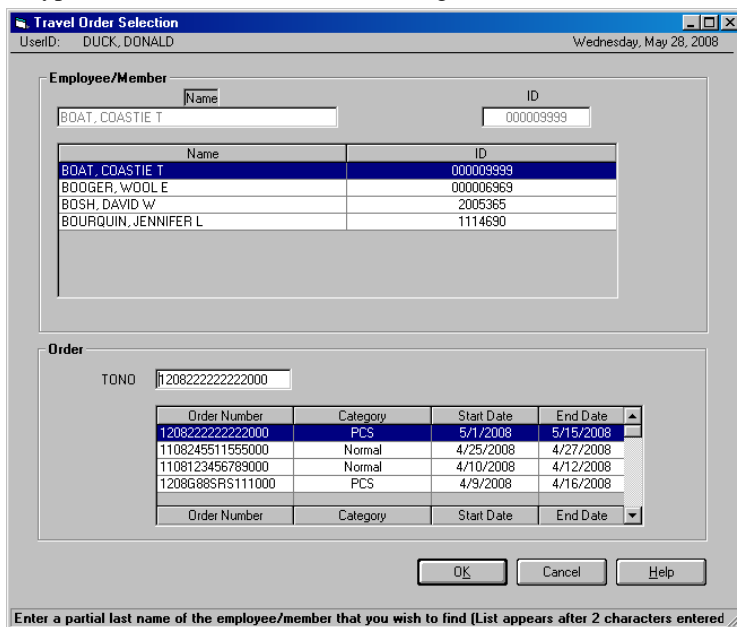 Travel Order Selection
UserID: DUCK, DONALD Wednesday, May 28, 2008
Employee/Member
Name ID
BOAT, COASTIE T 000009999
Name ID
BOAT, COASTIE T 000009999
BOOGER, WOOL E 000006969
BOSH, DAVID W 2005365
BOURQUIN, JENNIFER L 1114690
Order
TONO 1208222222222000
Order Number Category Start Date End Date
1208222222222000 PCS 5/1/2008 5/15/2008
1108245511555000 Normal 4/25/2008 4/27/2008
1108123456789000 Normal 4/10/2008 4/12/2008
1208G88SRS111000 PCS 4/9/2008 4/16/2008
Order Number Category Start Date End Date
OK Cancel Help
Enter a partial last name of the employee/member that you wish to find (List appears after 2 characters entered